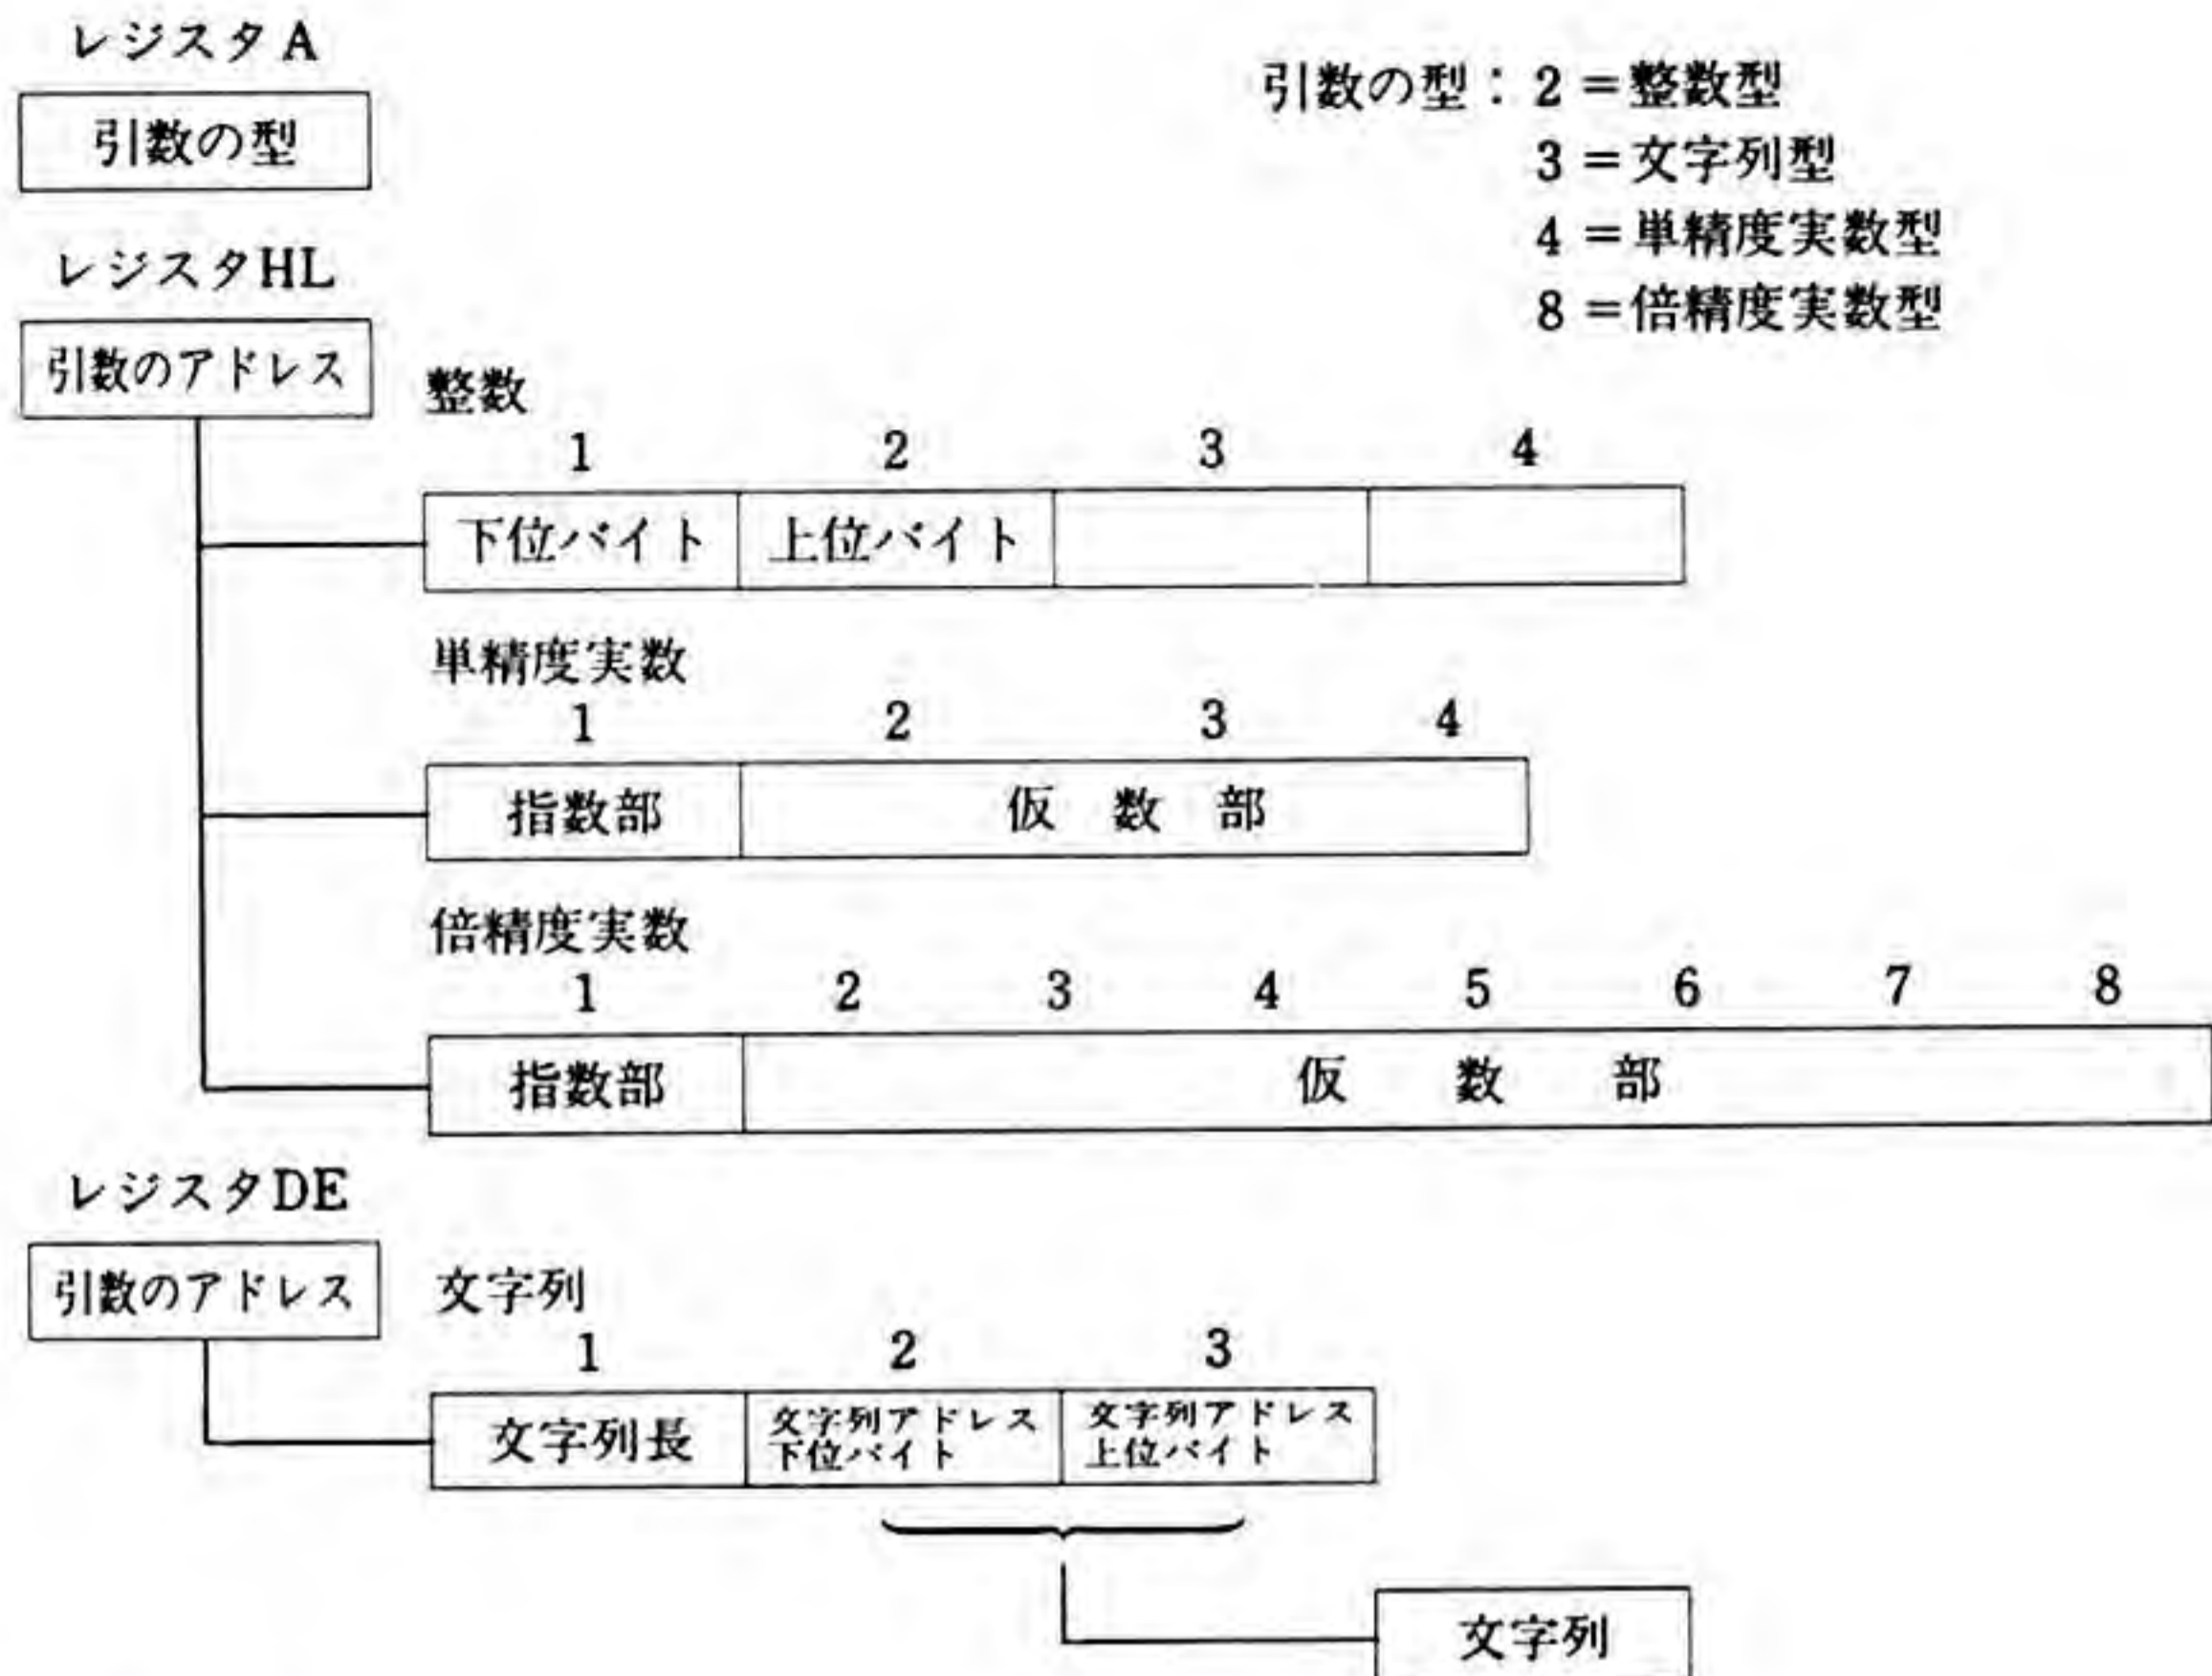 レジスタA
引数の型
引数の型：2＝整数型
3＝文字列型
4＝単精度実数型
8＝倍精度実数型
レジスタHL
引数のアドレス
整数
1 2 3 4
下位バイト 上位バイト
単精度実数
1 2 3 4
指数部 仮数部
倍精度実数
1 2 3 4 5 6 7 8
指数部 仮数部
レジスタDE
引数のアドレス
文字列
1 2 3
文字列長 文字列アドレス 文字列アドレス
下位バイト 上位バイト
文字列